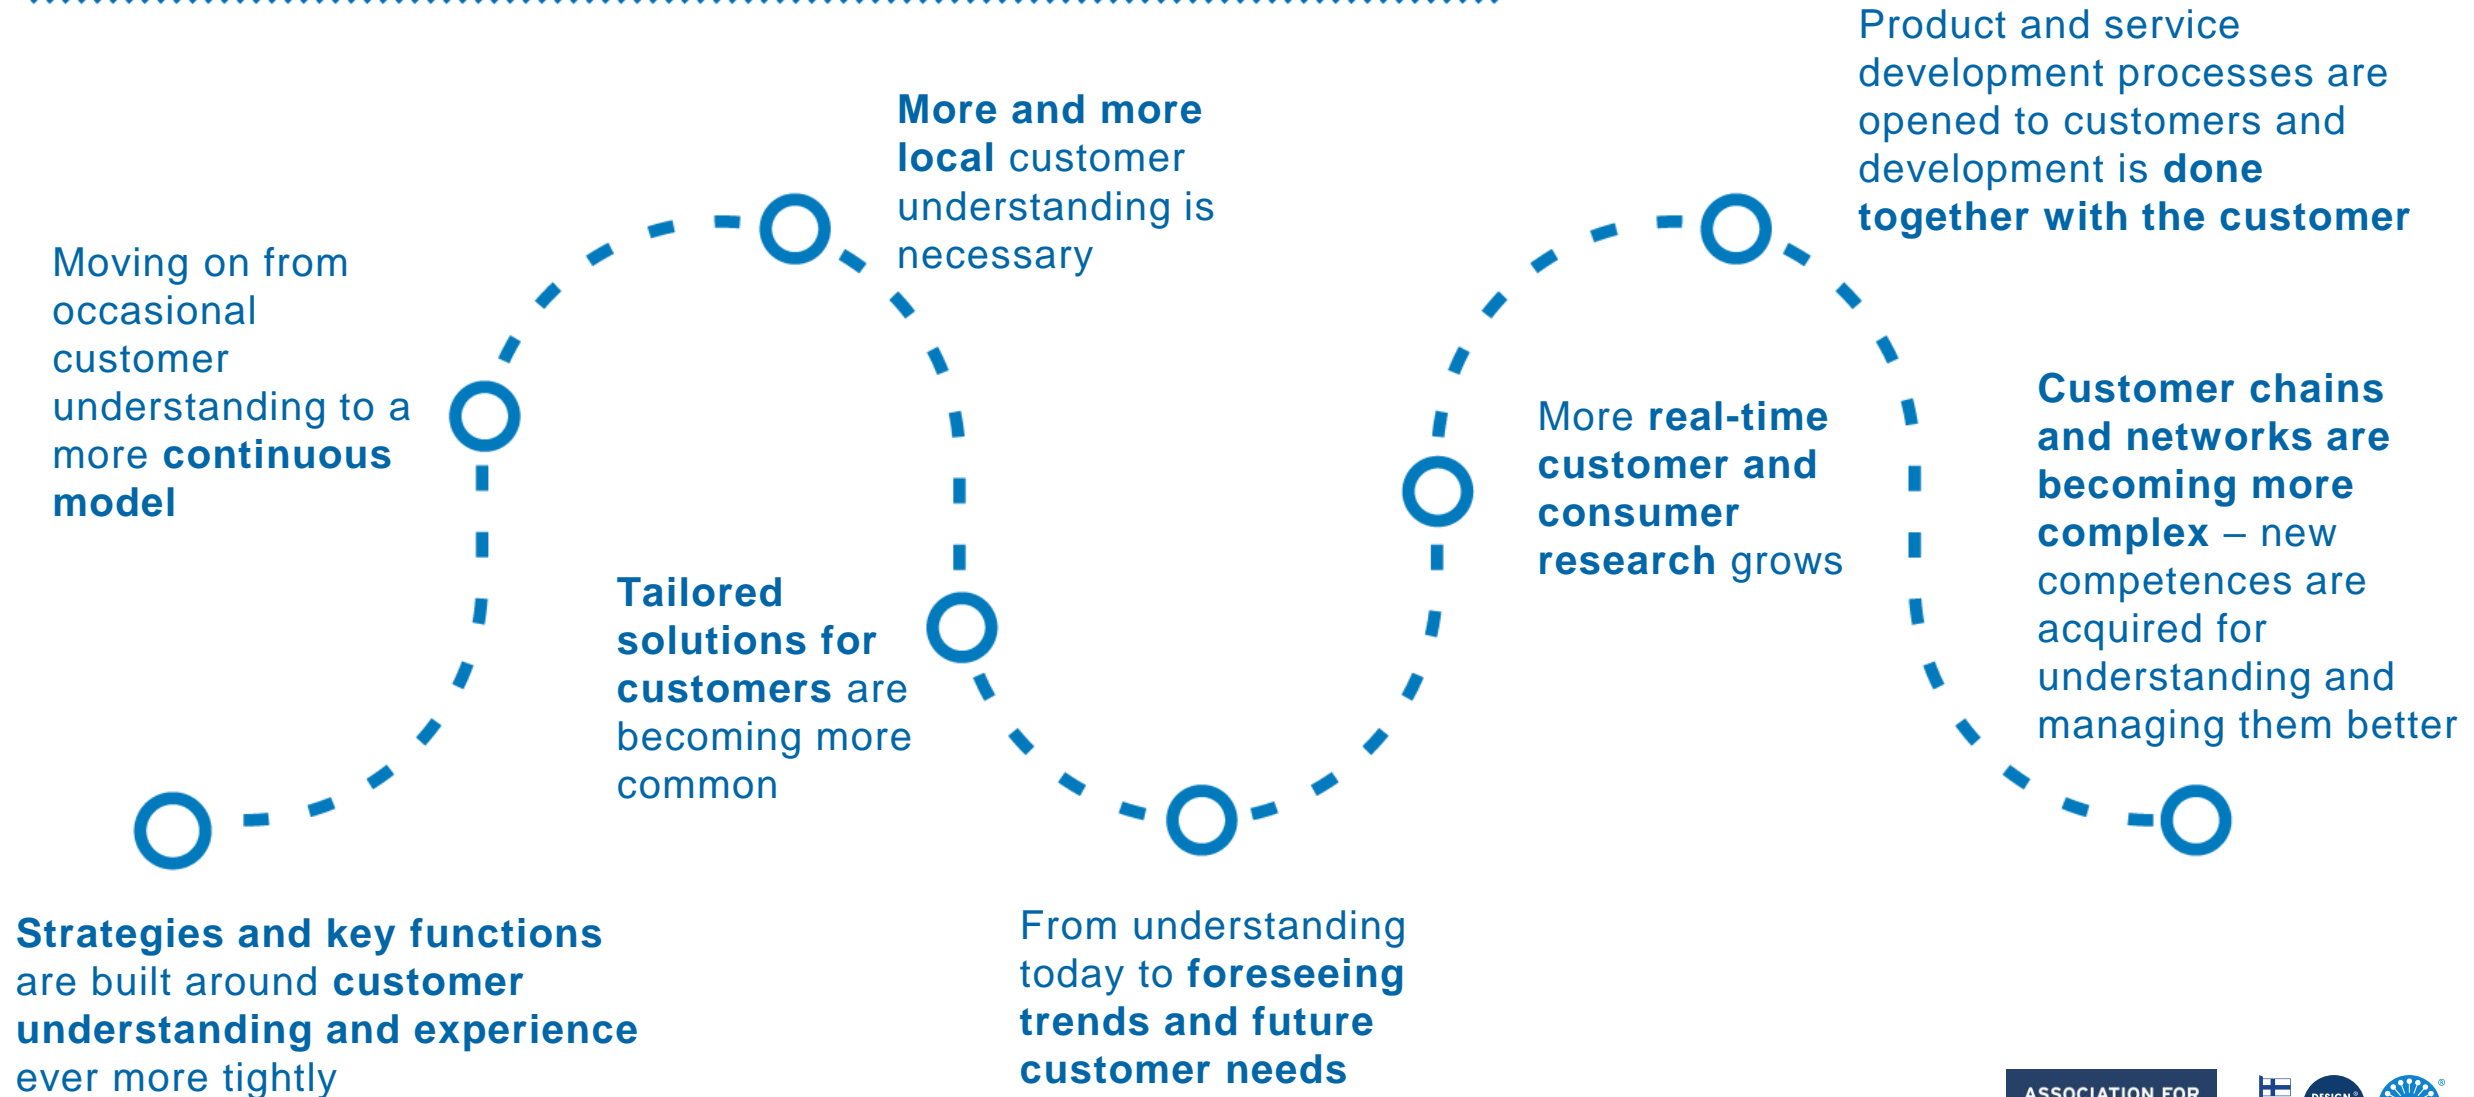 Strategies and key functions
are built around customer
understanding and experience
ever more tightly
Moving on from
occasional
customer
understanding to a
more continuous
model
More and more
local customer
understanding is
necessary
Tailored
solutions for
customers are
becoming more
common
From understanding
today to foreseeing
trends and future
customer needs
More real-time
customer and
consumer
research grows
Product and service
development processes are
opened to customers and
development is done
together with the customer
Customer chains
and networks are
becoming more
complex – new
competences are
acquired for
understanding and
managing them better
ASSOCIATION FOR
DESIGN